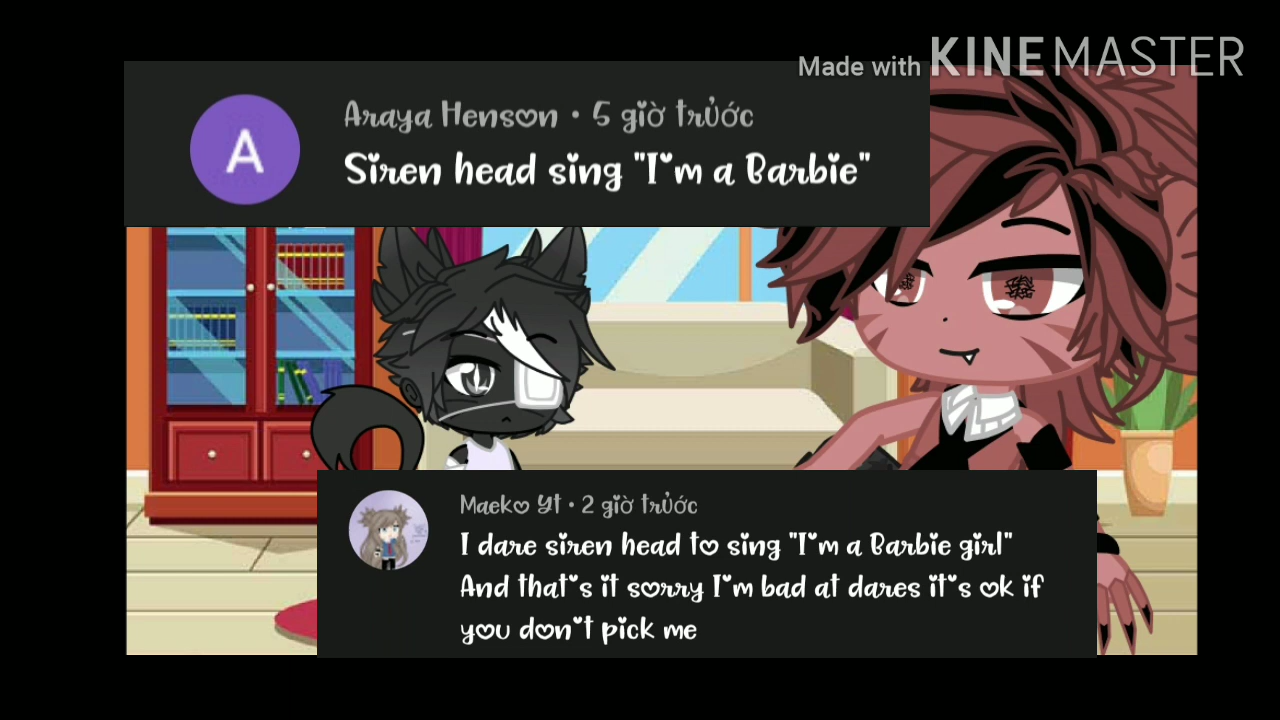 Made with KINEMASTER
A
Araya Henson • 5 giờ trước
Siren head sing "I'm a Barbie"
Maeko Yt • 2 giờ trước
I dare siren head to sing "I'm a Barbie girl"
And that's it sorry I'm bad at dares it's ok if
you don't pick me